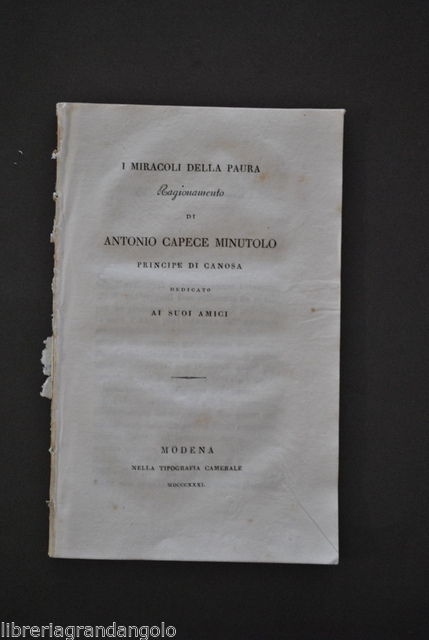 I MIRACOLI DELLA PAURA
Ragionamento
DI
ANTONIO CAPECE MINUTOLO
PRINCIPE DI CANOSA
DEDICATO
AI SUOI AMICI
MODENA
NELLA TIPOGRAFIA CAMERALE
MDCCCXXXI.
libreriagrandangolo
libreriagrandangolo